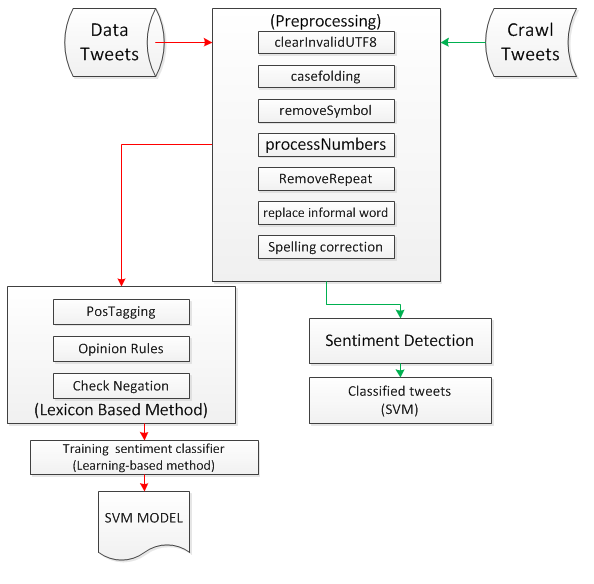 Data
Tweets
(Preprocessing)
clearInvalidUTF8
casefolding
removeSymbol
processNumbers
RemoveRepeat
replace informal word
Spelling correction
Crawl
Tweets
PosTagging
Opinion Rules
Check Negation
(Lexicon Based Method)
Training sentiment classifier
(Learning-based method)
SVM MODEL
Sentiment Detection
Classified tweets
(SVM)